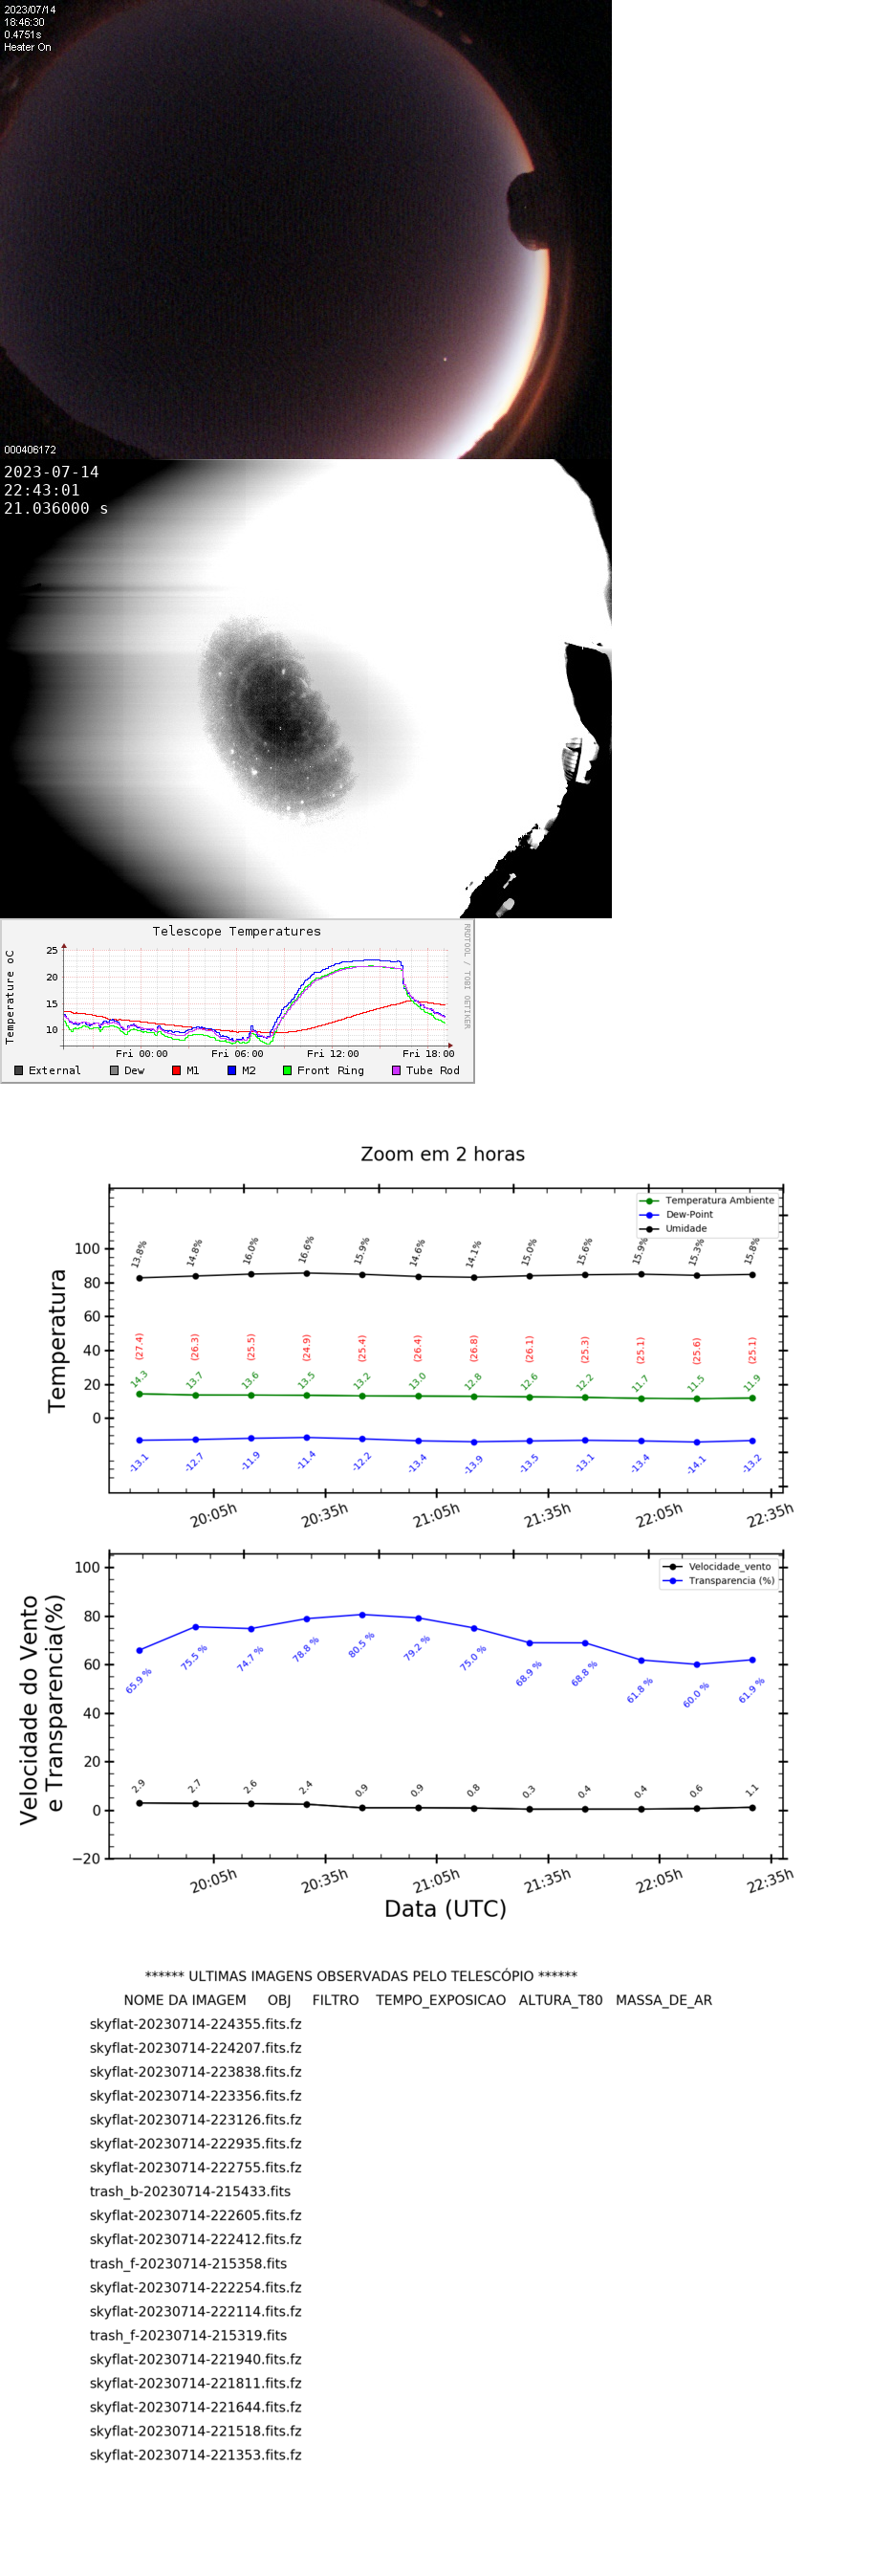 2023/07/14
18:46:30
0.4751s
Heater On
000406172
2023-07-14
22:43:01
21.036000 s
Telescope Temperatures
RRDTOOL / TOBI OETIKER
Temperature oC
25
20
15
10
Fri 00:00 Fri 06:00 Fri 12:00 Fri 18:00
External Dew M1 M2 Front Ring Tube Rod
Zoom em 2 horas
Temperatura
Temperatura Ambiente
Dew-Point
Umidade
100
80
60
40
20
0
13.8% 14.8% 16.0% 16.6% 15.9% 14.6% 14.1% 15.0% 15.6% 15.9% 15.3% 15.8%
(27.4) (26.3) (25.5) (24.9) (25.4) (26.4) (26.8) (26.1) (25.3) (25.1) (25.6) (25.1)
14.3 13.7 13.6 13.5 13.2 13.0 12.8 12.6 12.2 11.7 11.5 11.9
-13.1 -12.7 -11.9 -11.4 -12.2 -13.4 -13.9 -13.5 -13.1 -13.4 -14.1 -13.2
20:05h 20:35h 21:05h 21:35h 22:05h 22:35h
Velocidade do Vento
e Transparencia(%)
Velocidade_vento
Transparencia (%)
100
80
60
40
20
0
−20
65.9 % 75.5 % 74.7 % 78.8 % 80.5 % 79.2 % 75.0 % 68.9 % 68.8 % 61.8 % 60.0 % 61.9 %
2.9 2.7 2.6 2.4 0.9 0.9 0.8 0.3 0.4 0.4 0.6 1.1
20:05h 20:35h 21:05h 21:35h 22:05h 22:35h
Data (UTC)
****** ULTIMAS IMAGENS OBSERVADAS PELO TELESCÓPIO ******
NOME DA IMAGEM OBJ FILTRO TEMPO_EXPOSICAO ALTURA_T80 MASSA_DE_AR
skyflat-20230714-224355.fits.fz
skyflat-20230714-224207.fits.fz
skyflat-20230714-223838.fits.fz
skyflat-20230714-223356.fits.fz
skyflat-20230714-223126.fits.fz
skyflat-20230714-222935.fits.fz
skyflat-20230714-222755.fits.fz
trash_b-20230714-215433.fits
skyflat-20230714-222605.fits.fz
skyflat-20230714-222412.fits.fz
trash_f-20230714-215358.fits
skyflat-20230714-222254.fits.fz
skyflat-20230714-222114.fits.fz
trash_f-20230714-215319.fits
skyflat-20230714-221940.fits.fz
skyflat-20230714-221811.fits.fz
skyflat-20230714-221644.fits.fz
skyflat-20230714-221518.fits.fz
skyflat-20230714-221353.fits.fz